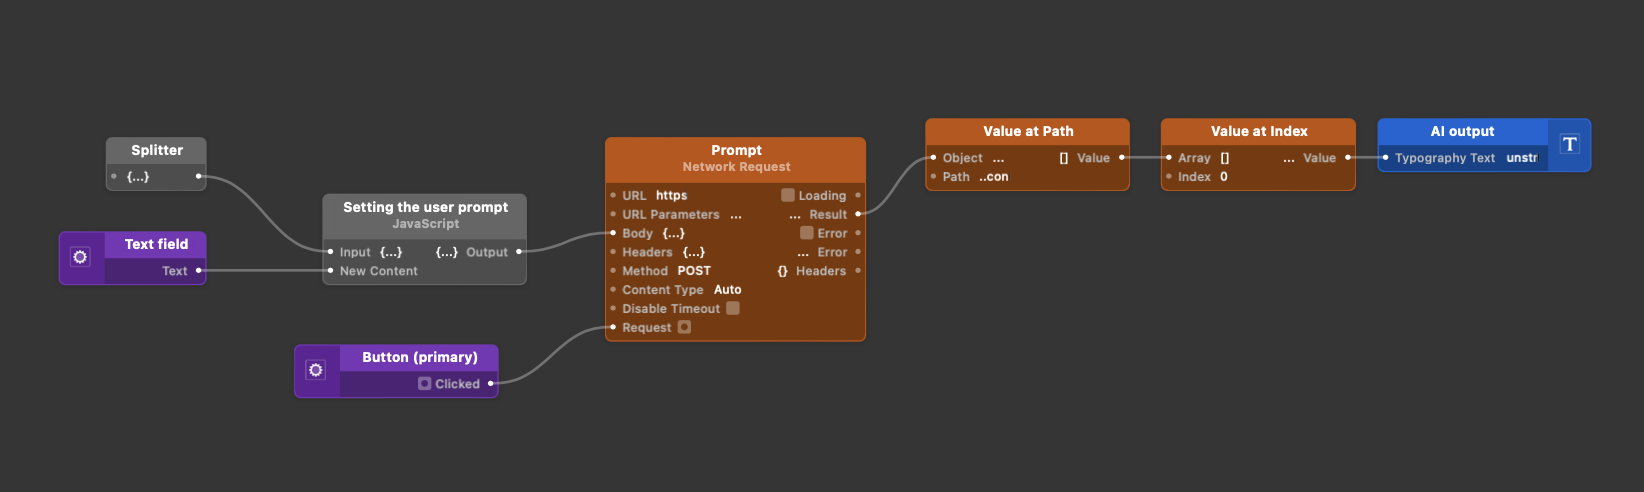 Splitter
{...}
Text field
Text
Setting the user prompt
JavaScript
Input {...} {...} Output
New Content
Button (primary)
Clicked
Prompt
Network Request
URL https Loading
URL Parameters ... ... Result
Body {...} Error
Headers {...} ... Error
Method POST {} Headers
Content Type Auto
Disable Timeout
Request
Value at Path
Object ... [] Value
Path ..con
Value at Index
Array [] ... Value
Index 0
AI output
Typography Text unstr
T